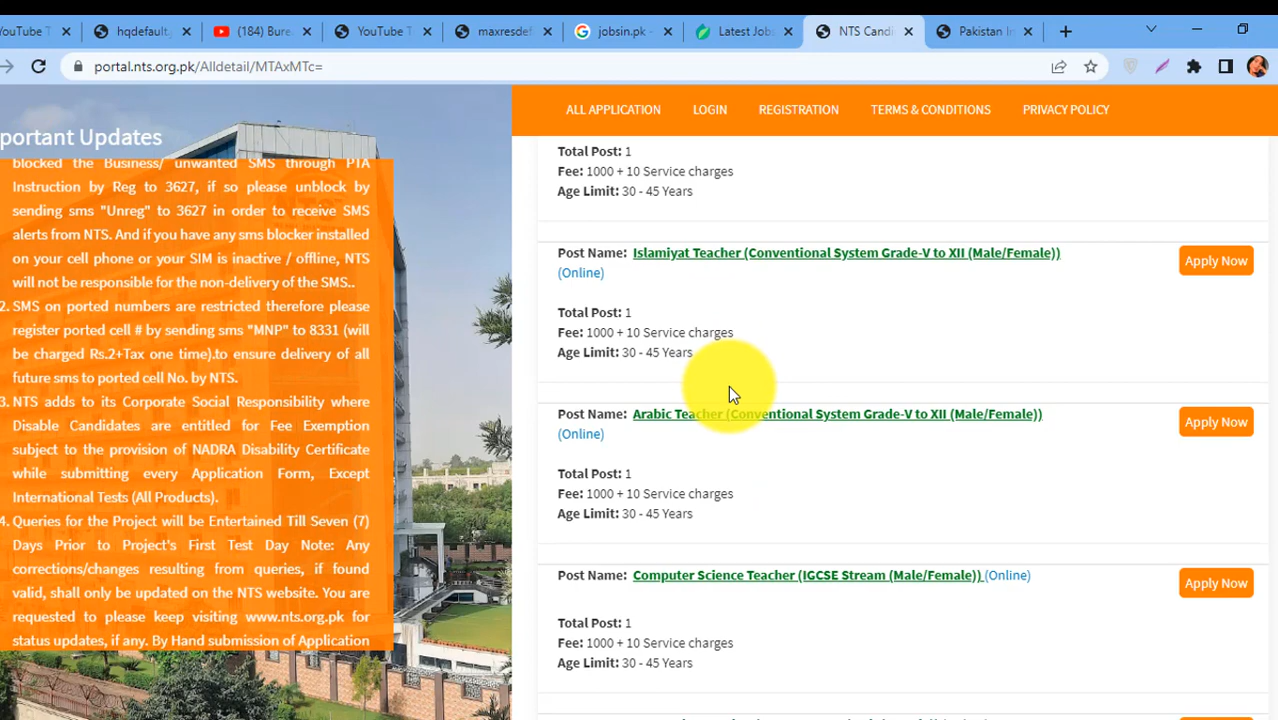 YouTube T
hqdefault.
(184) Bure
YouTube T
maxresdef
jobsin.pk -
Latest Jobs
NTS Candi
Pakistan In
portal.nts.org.pk/Alldetail/MTAxMTc=
ALL APPLICATION
LOGIN
REGISTRATION
TERMS & CONDITIONS
PRIVACY POLICY
portant Updates
blocked the Business/ unwanted SMS through PTA
Instruction by Reg to 3627, if so please unblock by
sending sms "Unreg" to 3627 in order to receive SMS
alerts from NTS. And if you have any sms blocker installed
on your cell phone or your SIM is inactive / offline, NTS
will not be responsible for the non-delivery of the SMS..
2. SMS on ported numbers are restricted therefore please
register ported cell # by sending sms "MNP" to 8331 (will
be charged Rs.2+Tax one time).to ensure delivery of all
future sms to ported cell No. by NTS.
3. NTS adds to its Corporate Social Responsibility where
Disable Candidates are entitled for Fee Exemption
subject to the provision of NADRA Disability Certificate
while submitting every Application Form, Except
International Tests (All Products).
4. Queries for the Project will be Entertained Till Seven (7)
Days Prior to Project's First Test Day Note: Any
corrections/changes resulting from queries, if found
valid, shall only be updated on the NTS website. You are
requested to please keep visiting www.nts.org.pk for
status updates, if any. By Hand submission of Application
Total Post: 1
Fee: 1000 + 10 Service charges
Age Limit: 30 - 45 Years
Post Name: Islamiyat Teacher (Conventional System Grade-V to XII (Male/Female))
(Online)
Apply Now
Total Post: 1
Fee: 1000 + 10 Service charges
Age Limit: 30 - 45 Years
Post Name: Arabic Teacher (Conventional System Grade-V to XII (Male/Female))
(Online)
Apply Now
Total Post: 1
Fee: 1000 + 10 Service charges
Age Limit: 30 - 45 Years
Post Name: Computer Science Teacher (IGCSE Stream (Male/Female)) (Online)
Apply Now
Total Post: 1
Fee: 1000 + 10 Service charges
Age Limit: 30 - 45 Years